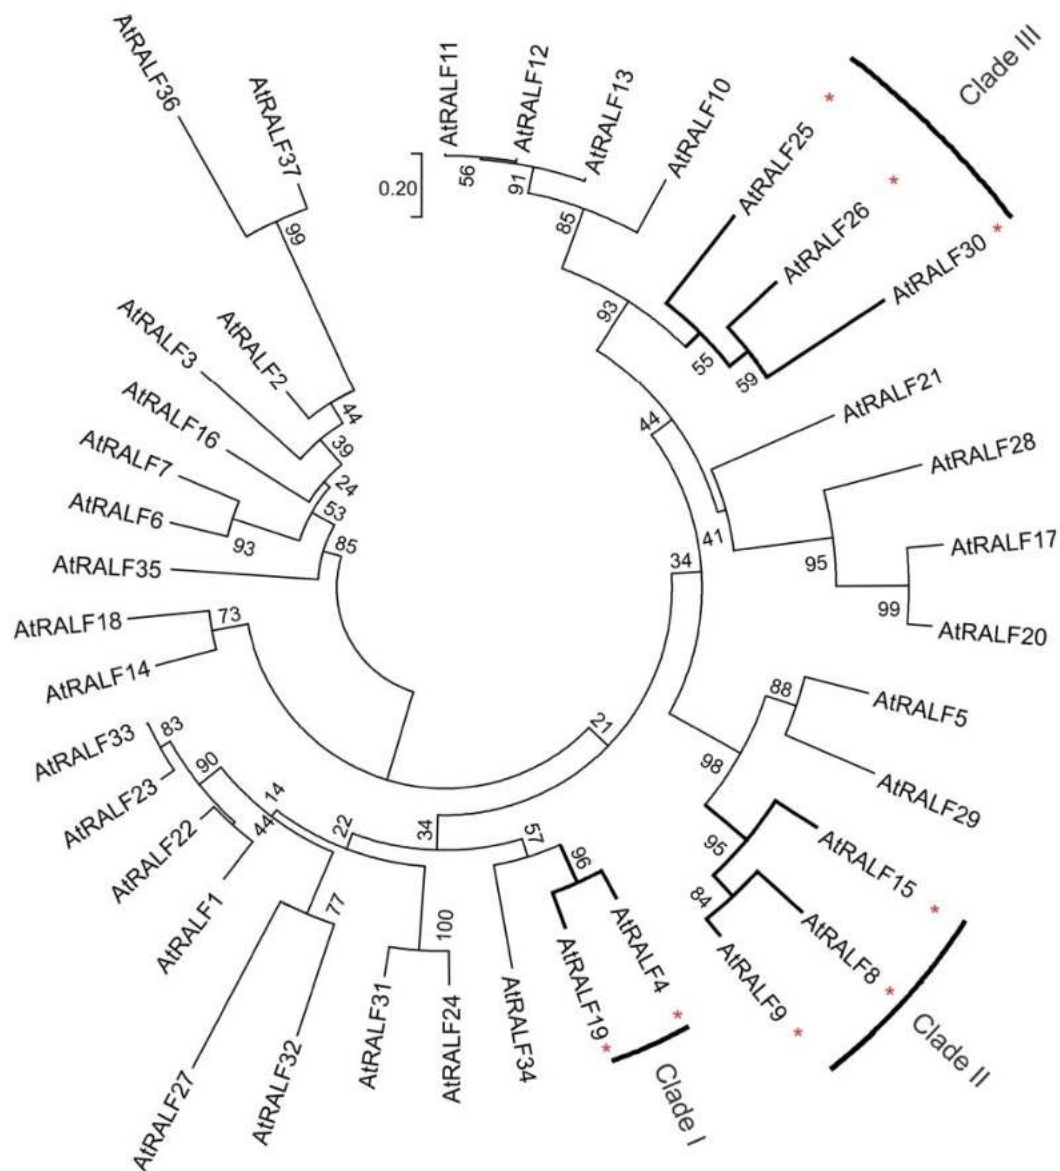 AtRALF36
AtRALF37
99
AtRALF11
AtRALF12
AtRALF13
AtRALF10
0.20
56
91
85
93
AtRALF25
*
AtRALF26
*
AtRALF30
*
Clade III
55
59
44
AtRALF21
AtRALF28
AtRALF17
AtRALF20
41
95
99
34
AtRALF5
AtRALF29
88
98
AtRALF15
*
AtRALF8
*
AtRALF9
*
Clade II
95
84
21
AtRALF4
*
AtRALF19
*
Clade I
96
57
AtRALF34
34
AtRALF24
AtRALF31
100
22
AtRALF32
AtRALF27
77
14
44
AtRALF1
AtRALF22
AtRALF23
AtRALF33
90
83
AtRALF14
AtRALF18
73
AtRALF35
AtRALF6
AtRALF7
93
AtRALF16
AtRALF3
AtRALF2
44
39
24
53
85